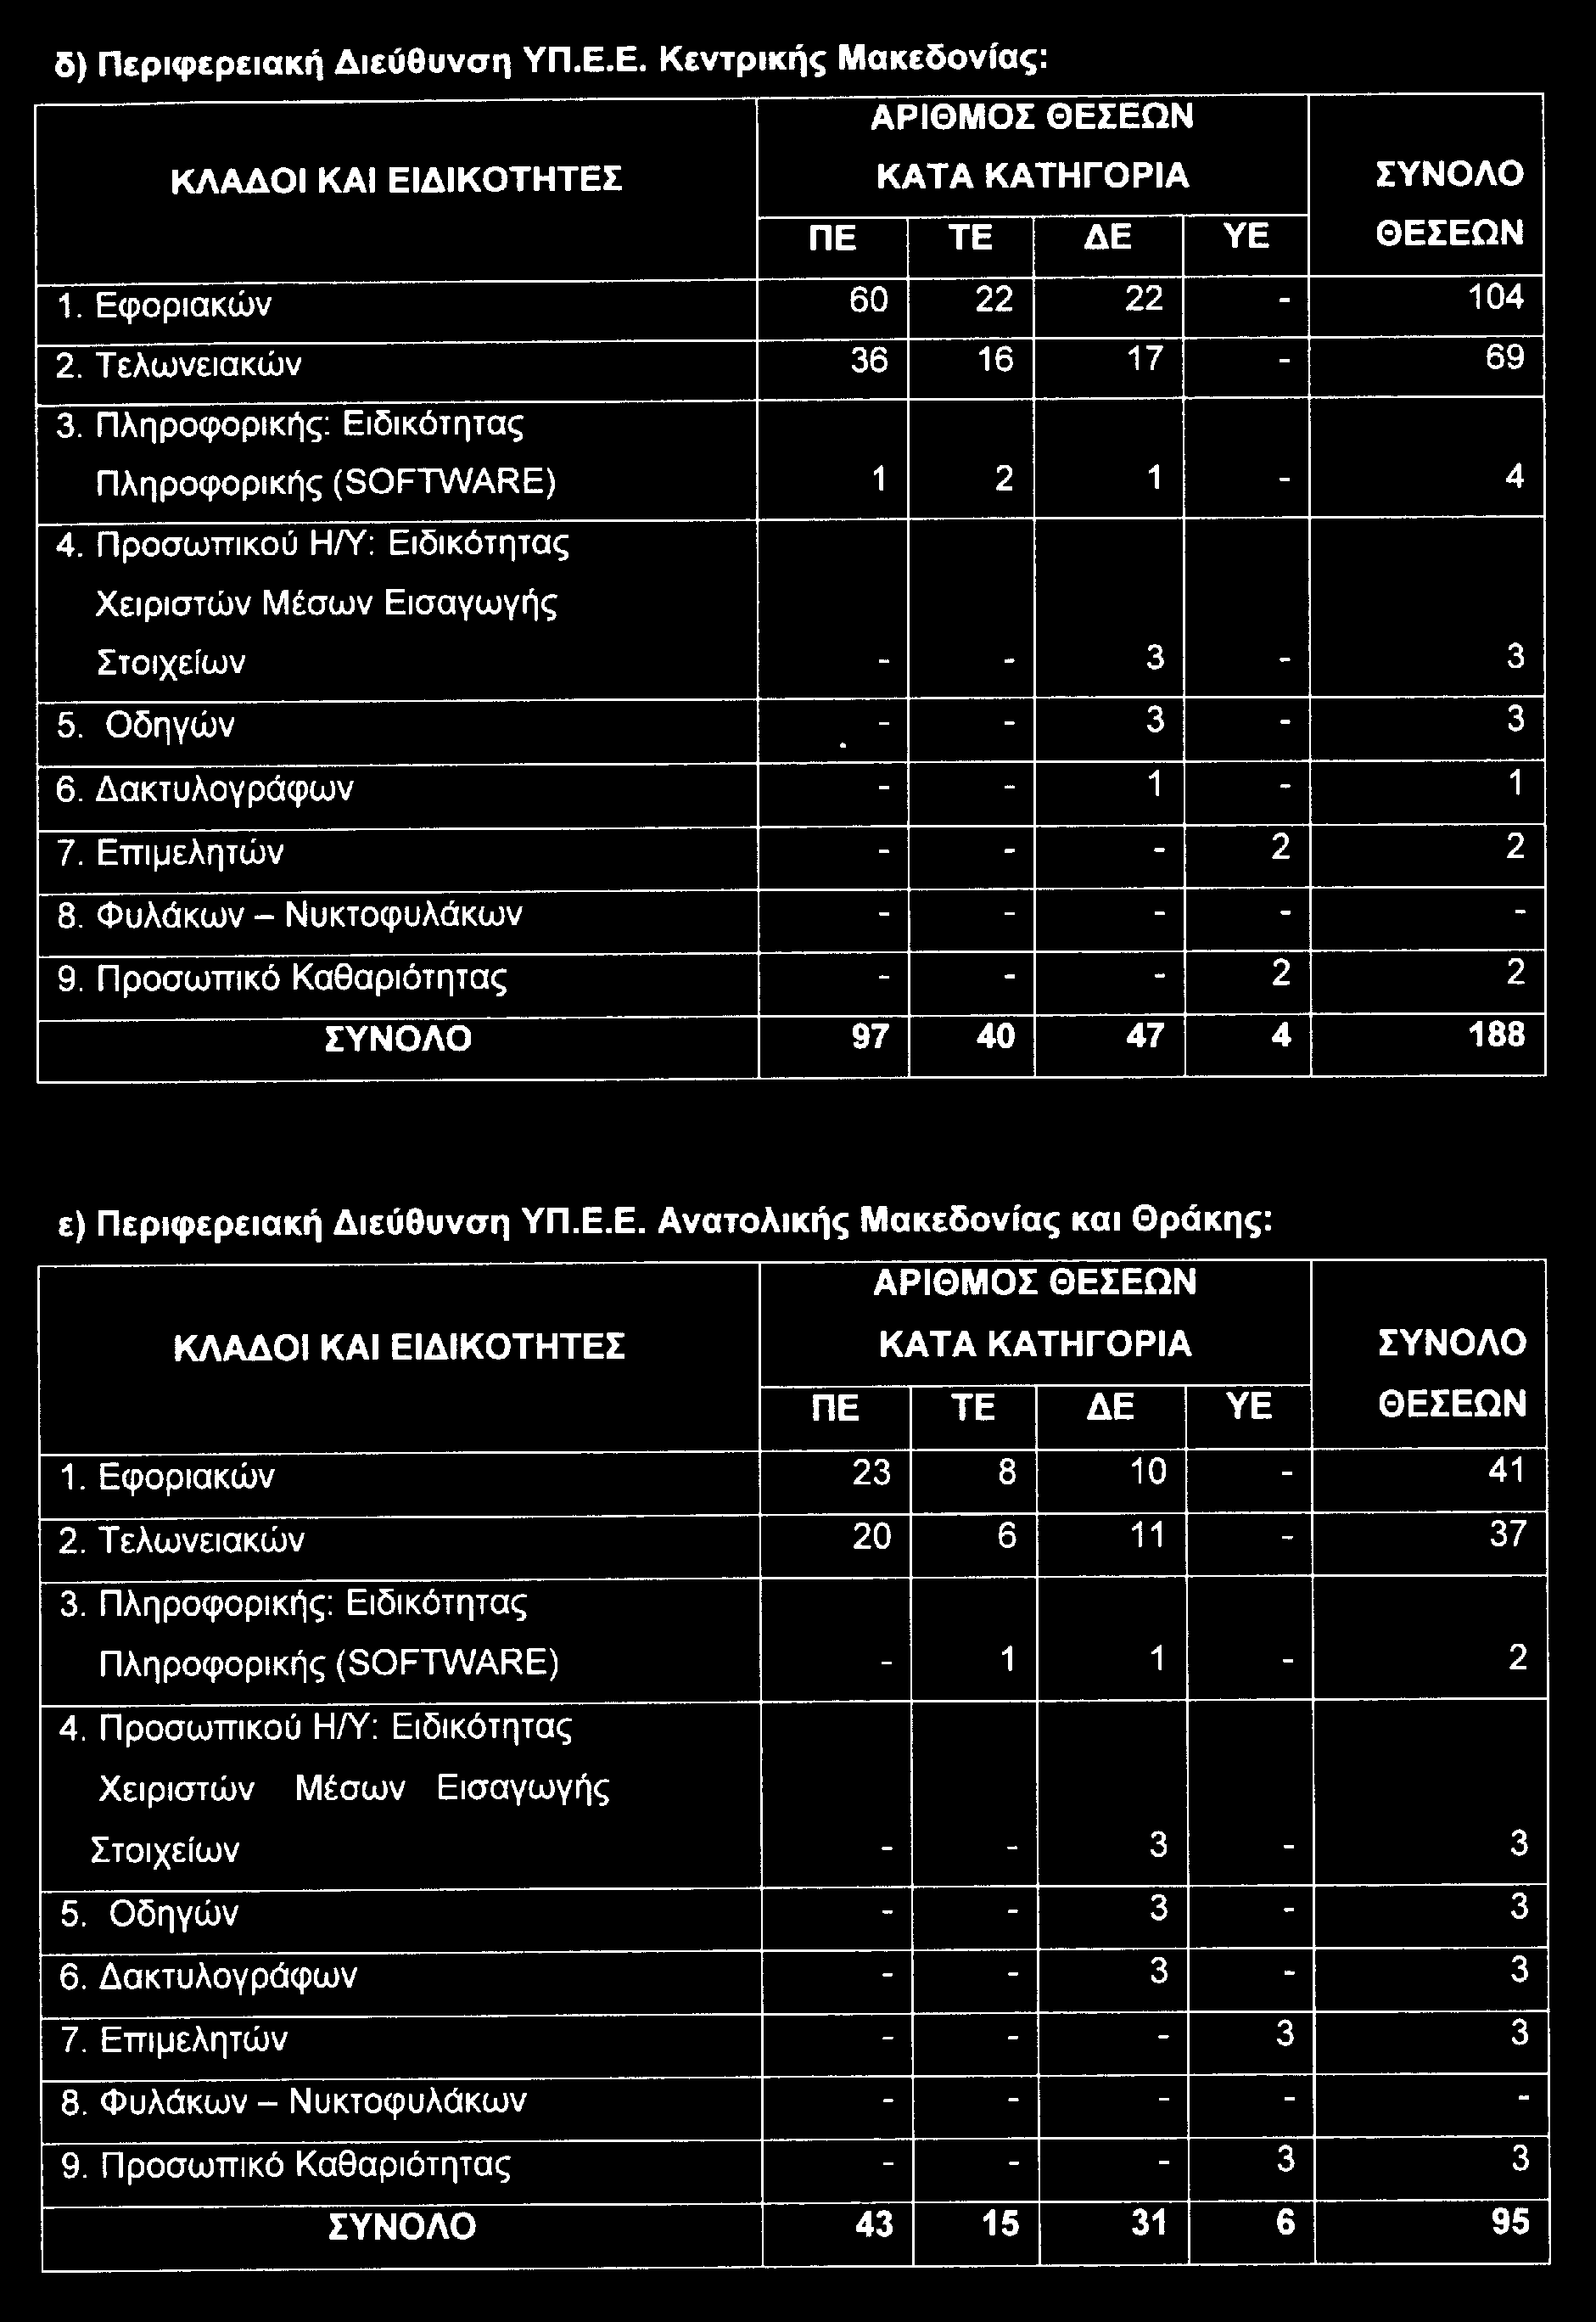 δ) Περιφερειακή Διεύθυνση ΥΠ.Ε.Ε. Κεντρικής Μακεδονίας:
ΚΛΑΔΟΙ ΚΑΙ ΕΙΔΙΚΟΤΗΤΕΣ
ΑΡΙΘΜΟΣ ΘΕΣΕΩΝ
ΚΑΤΑ ΚΑΤΗΓΟΡΙΑ
ΣΥΝΟΛΟ
ΘΕΣΕΩΝ
ΠΕ ΤΕ ΔΕ ΥΕ
1. Εφοριακών 60 22 22 - 104
2. Τελωνειακών 36 16 17 - 69
3. Πληροφορικής: Ειδικότητας
Πληροφορικής (SOFTWARE) 1 2 1 - 4
4. Προσωπικού Η/Υ: Ειδικότητας
Χειριστών Μέσων Εισαγωγής
Στοιχείων - - 3 - 3
5. Οδηγών - - 3 - 3
6. Δακτυλογράφων - - 1 - 1
7. Επιμελητών - - - 2 2
8. Φυλάκων – Νυκτοφυλάκων - - - - -
9. Προσωπικό Καθαριότητας - - - 2 2
ΣΥΝΟΛΟ 97 40 47 4 188
ε) Περιφερειακή Διεύθυνση ΥΠ.Ε.Ε. Ανατολικής Μακεδονίας και Θράκης:
ΚΛΑΔΟΙ ΚΑΙ ΕΙΔΙΚΟΤΗΤΕΣ
ΑΡΙΘΜΟΣ ΘΕΣΕΩΝ
ΚΑΤΑ ΚΑΤΗΓΟΡΙΑ
ΣΥΝΟΛΟ
ΘΕΣΕΩΝ
ΠΕ ΤΕ ΔΕ ΥΕ
1. Εφοριακών 23 8 10 - 41
2. Τελωνειακών 20 6 11 - 37
3. Πληροφορικής: Ειδικότητας
Πληροφορικής (SOFTWARE) - 1 1 - 2
4. Προσωπικού Η/Υ: Ειδικότητας
Χειριστών Μέσων Εισαγωγής
Στοιχείων - - 3 - 3
5. Οδηγών - - 3 - 3
6. Δακτυλογράφων - - 3 - 3
7. Επιμελητών - - - 3 3
8. Φυλάκων – Νυκτοφυλάκων - - - - -
9. Προσωπικό Καθαριότητας - - - 3 3
ΣΥΝΟΛΟ 43 15 31 6 95